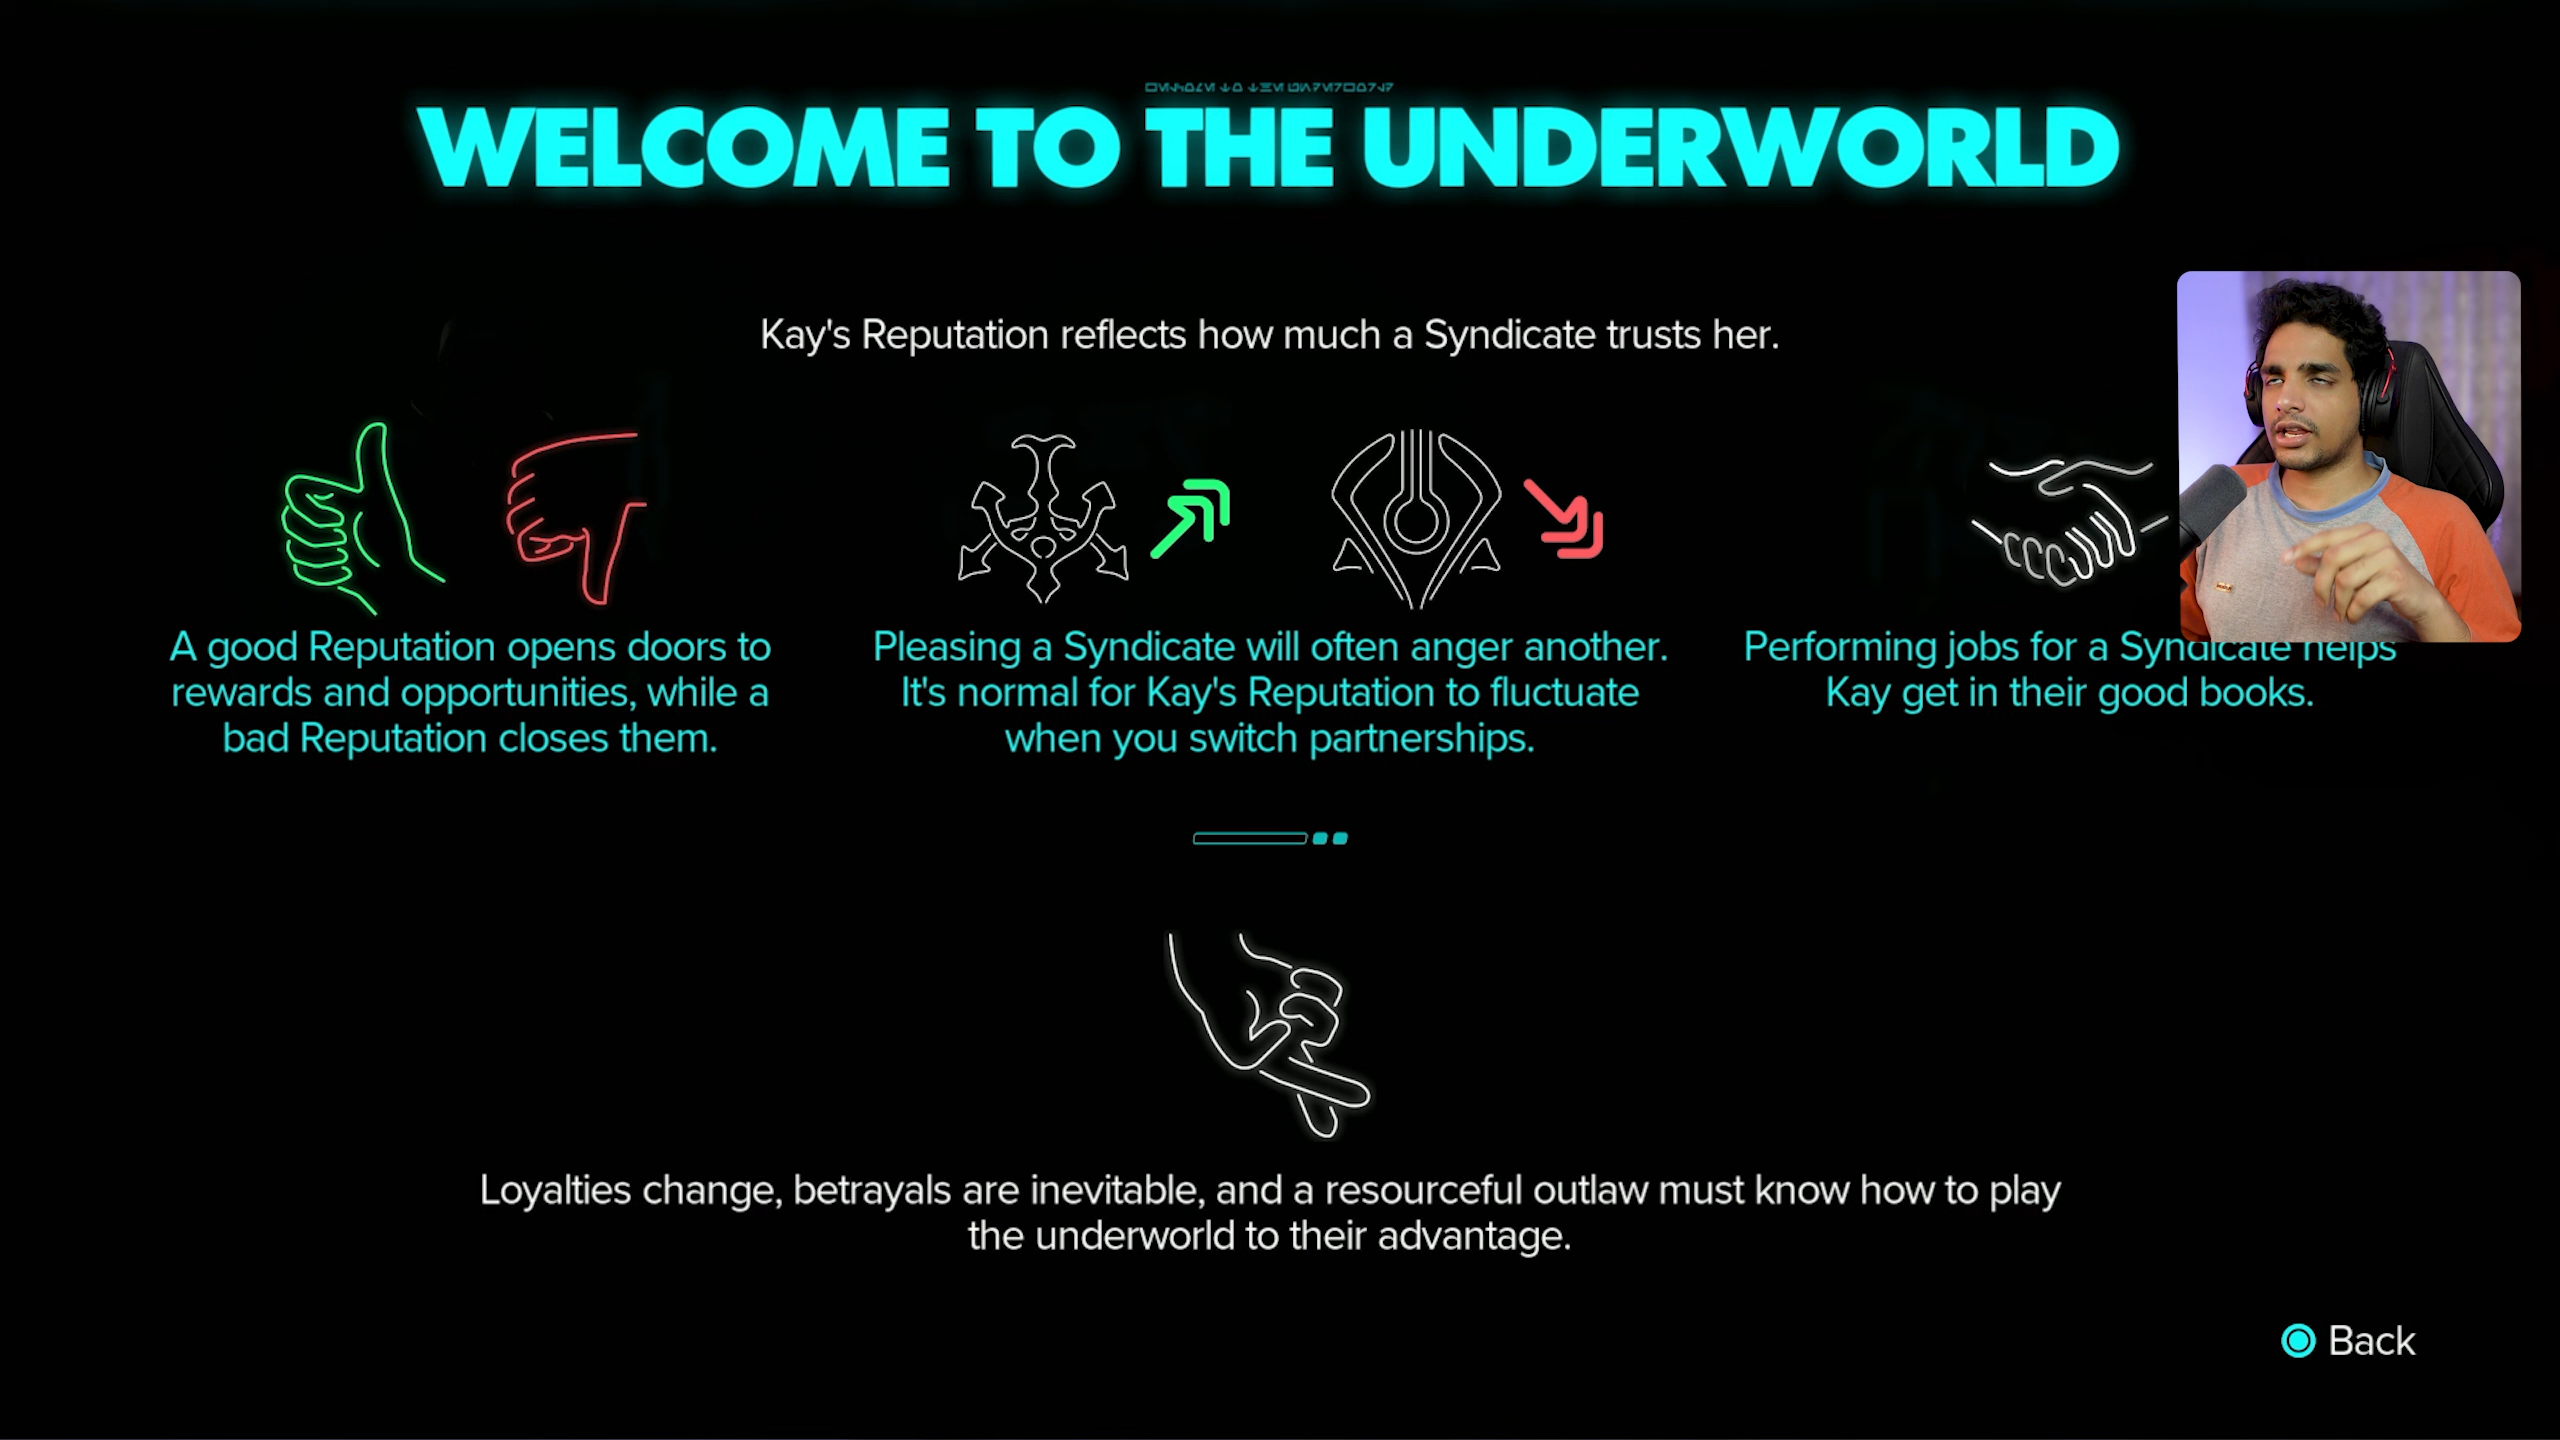 WELCOME TO THE UNDERWORLD
Kay's Reputation reflects how much a Syndicate trusts her.
A good Reputation opens doors to
rewards and opportunities, while a
bad Reputation closes them.
Pleasing a Syndicate will often anger another.
It's normal for Kay's Reputation to fluctuate
when you switch partnerships.
Performing jobs for a Syndicate helps
Kay get in their good books.
Loyalties change, betrayals are inevitable, and a resourceful outlaw must know how to play
the underworld to their advantage.
Back